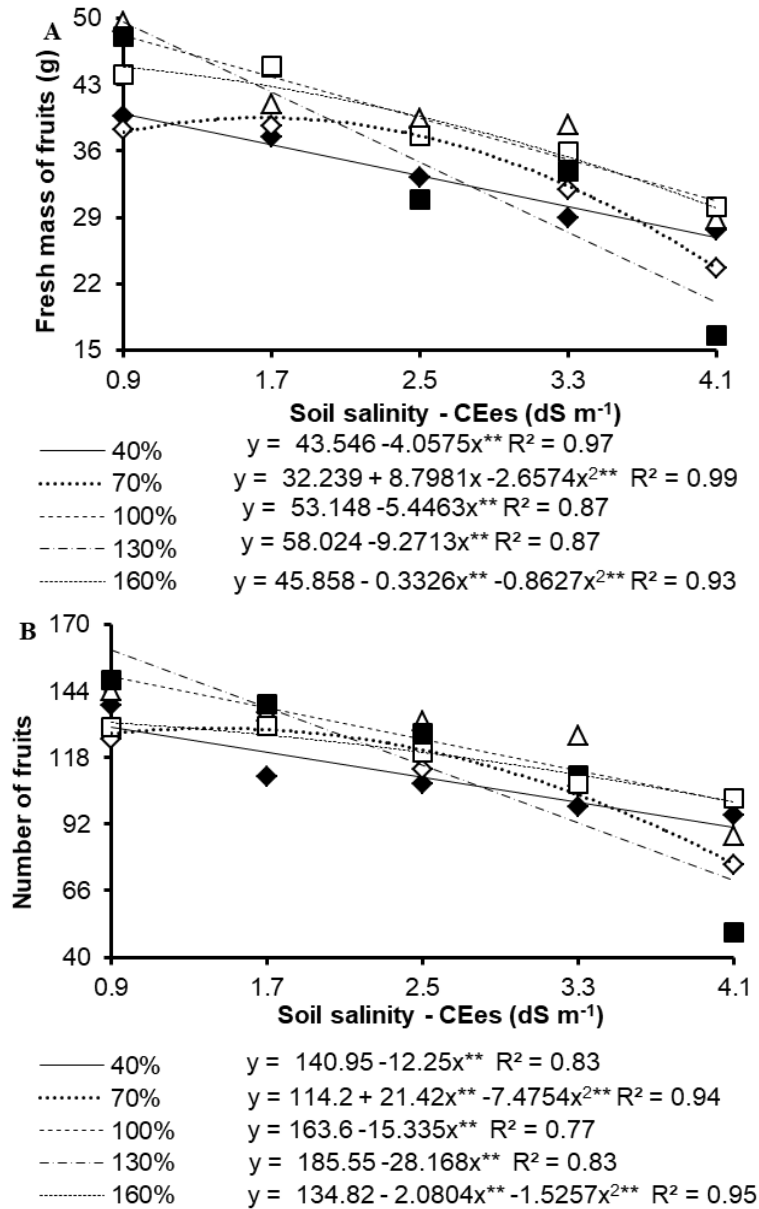 A
Fresh mass of fruits (g)
50
43
36
29
22
15
0.9 1.7 2.5 3.3 4.1
Soil salinity - CEes (dS m⁻¹)
40% y = 43.546 -4.0575x** R² = 0.97
70% y = 32.239 + 8.7981x -2.6574x²** R² = 0.99
100% y = 53.148 -5.4463x** R² = 0.87
130% y = 58.024 -9.2713x** R² = 0.87
160% y = 45.858 - 0.3326x** -0.8627x²** R² = 0.93
B
Number of fruits
170
144
118
92
66
40
0.9 1.7 2.5 3.3 4.1
Soil salinity - CEes (dS m⁻¹)
40% y = 140.95 -12.25x** R² = 0.83
70% y = 114.2 + 21.42x** -7.4754x²** R² = 0.94
100% y = 163.6 -15.335x** R² = 0.77
130% y = 185.55 -28.168x** R² = 0.83
160% y = 134.82 - 2.0804x** -1.5257x²** R² = 0.95